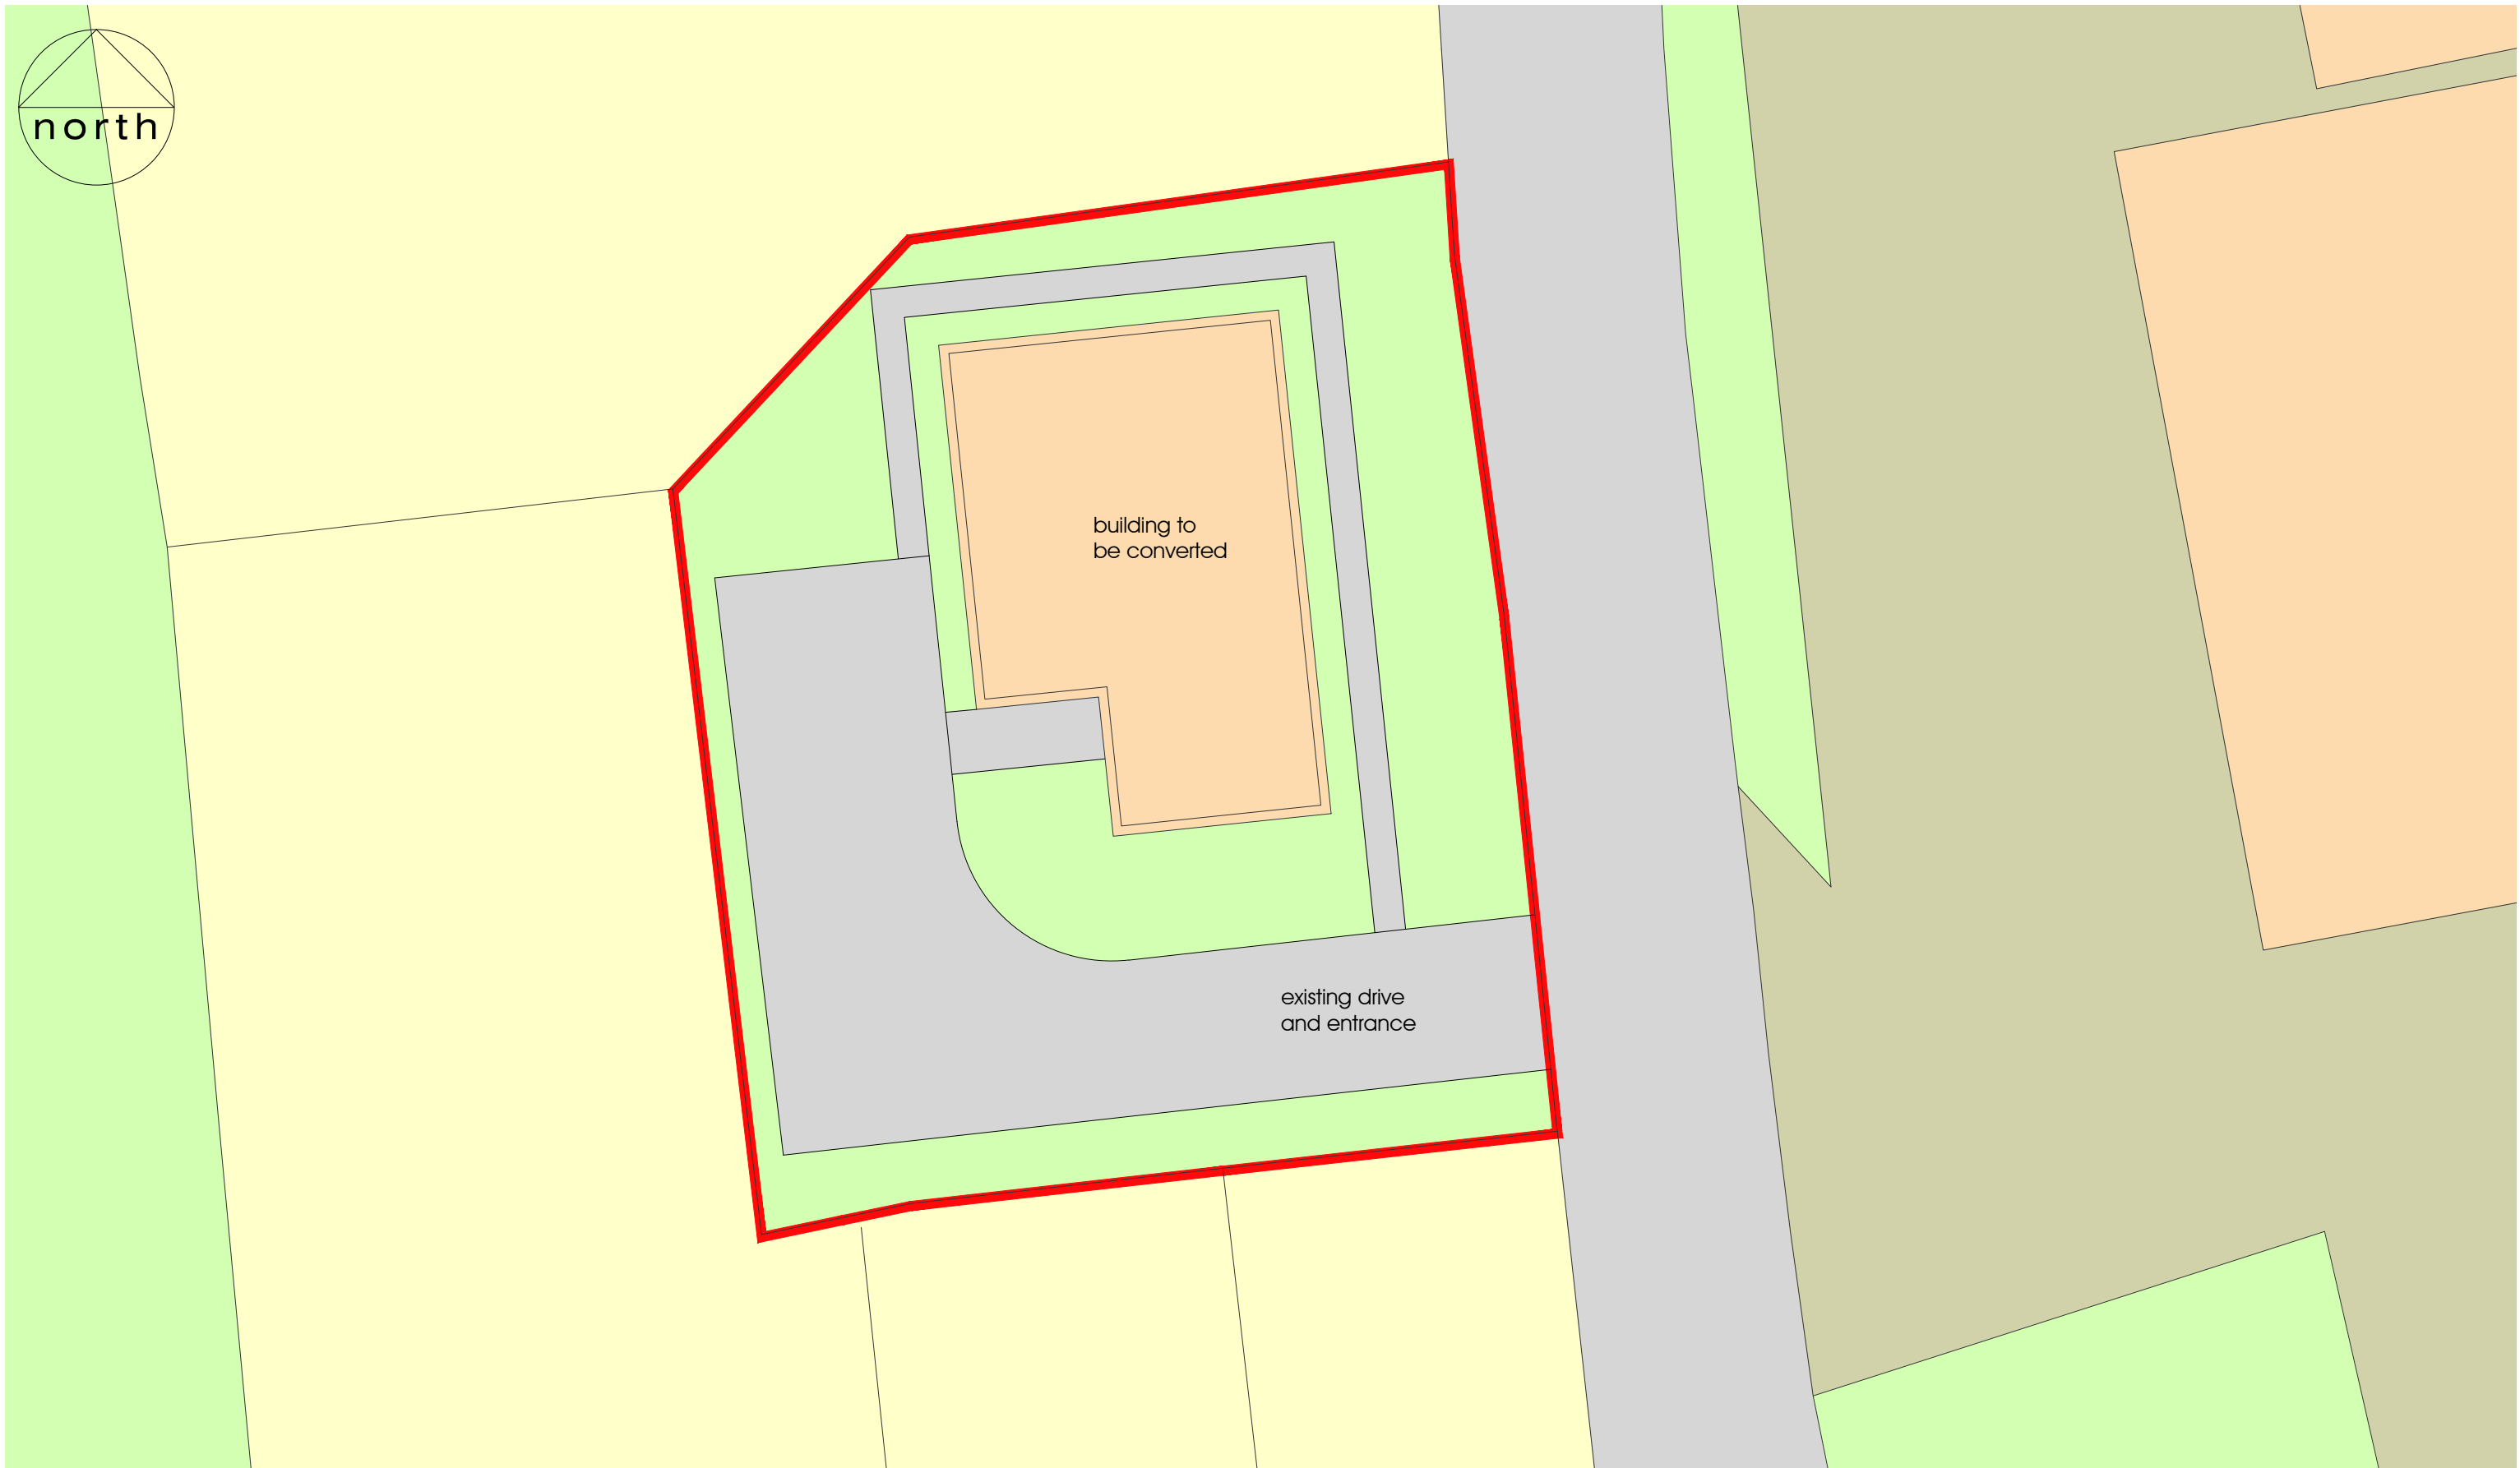 north
building to
be converted
existing drive
and entrance